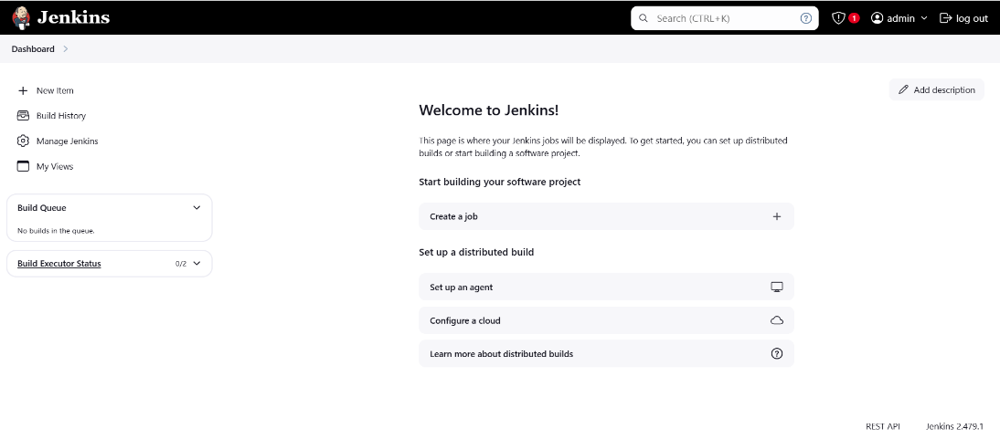 Jenkins
Search (CTRL+K)
?
1
admin
log out
Dashboard
New Item
Build History
Manage Jenkins
My Views
Build Queue
No builds in the queue.
Build Executor Status
0/2
Add description
Welcome to Jenkins!
This page is where your Jenkins jobs will be displayed. To get started, you can set up distributed
builds or start building a software project.
Start building your software project
Create a job
Set up a distributed build
Set up an agent
Configure a cloud
Learn more about distributed builds
?
REST API
Jenkins 2.479.1